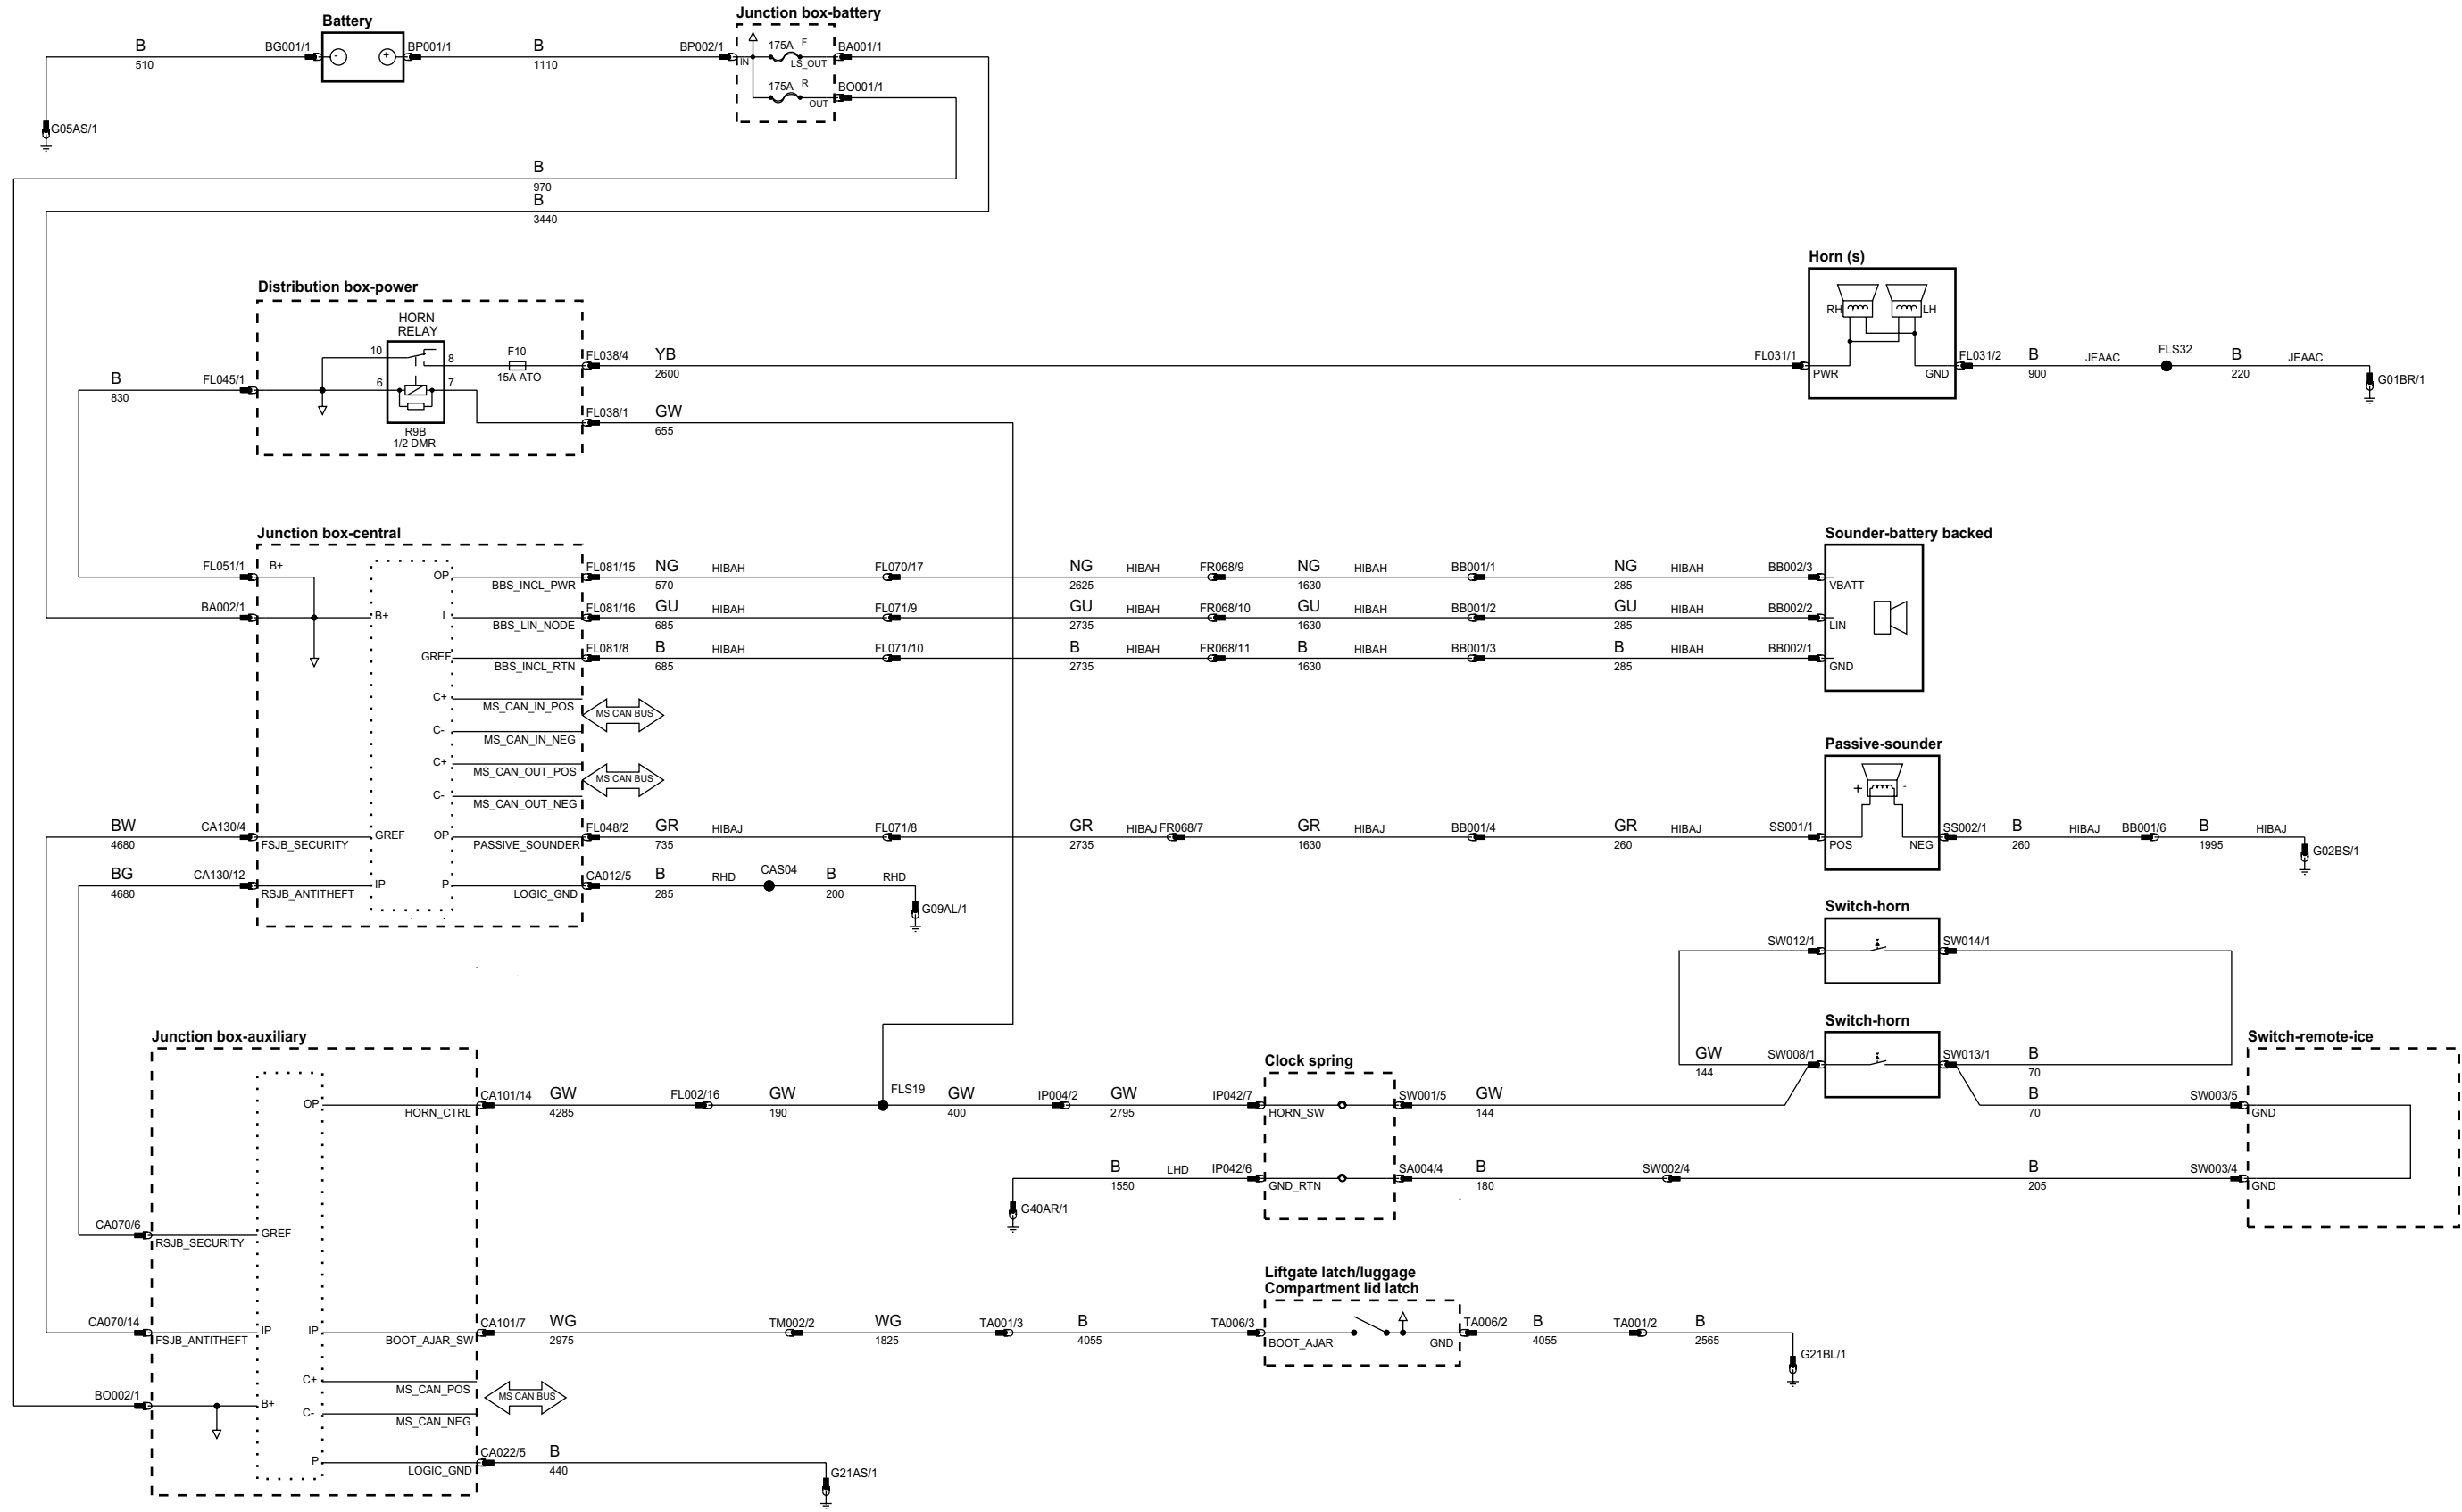 Battery
Junction box-battery
B
510
BG001/1
-
+
BP001/1
B
1110
BP002/1
IN
175A
F
LS_OUT
BA001/1
175A
R
OUT
BO001/1
G05AS/1
B
970
B
3440
Distribution box-power
HORN
RELAY
10
8
6
7
F10
15A ATO
R9B
1/2 DMR
B
830
FL045/1
FL038/4
YB
2600
FL038/1
GW
655
Horn (s)
RH
LH
FL031/1
PWR
GND
FL031/2
B
900
JEAAC
FLS32
B
220
JEAAC
G01BR/1
Junction box-central
FL051/1
B+
BA002/1
B+
OP
BBS_INCL_PWR
FL081/15
NG
570
HIBAH
FL070/17
NG
2625
HIBAH
FR068/9
NG
1630
HIBAH
BB001/1
NG
285
HIBAH
BB002/3
VBATT
Sounder-battery backed
L
BBS_LIN_NODE
FL081/16
GU
685
HIBAH
FL071/9
GU
2735
HIBAH
FR068/10
GU
1630
HIBAH
BB001/2
GU
285
HIBAH
BB002/2
LIN
GREF
BBS_INCL_RTN
FL081/8
B
685
HIBAH
FL071/10
B
2735
HIBAH
FR068/11
B
1630
HIBAH
BB001/3
B
285
HIBAH
BB002/1
GND
C+
MS_CAN_IN_POS
MS CAN BUS
C-
MS_CAN_IN_NEG
C+
MS_CAN_OUT_POS
MS CAN BUS
C-
MS_CAN_OUT_NEG
Passive-sounder
+
-
BW
4680
CA130/4
FSJB_SECURITY
GREF
OP
PASSIVE_SOUNDER
FL048/2
GR
735
HIBAJ
FL071/8
GR
2735
HIBAJ
FR068/7
GR
1630
HIBAJ
BB001/4
GR
260
HIBAJ
SS001/1
POS
NEG
SS002/1
B
260
HIBAJ
BB001/6
B
1995
HIBAJ
G02BS/1
BG
4680
CA130/12
RSJB_ANTITHEFT
IP
P
LOGIC_GND
CA012/5
B
285
RHD
CAS04
B
200
RHD
G09AL/1
Switch-horn
SW012/1
SW014/1
Switch-horn
GW
144
SW008/1
SW013/1
B
70
B
70
Switch-remote-ice
SW003/5
GND
SW003/4
GND
Junction box-auxiliary
OP
HORN_CTRL
CA101/14
GW
4285
FL002/16
GW
190
FLS19
GW
400
IP004/2
GW
2795
IP042/7
Clock spring
HORN_SW
SW001/5
GW
144
B
1550
LHD
IP042/6
GND_RTN
SA004/4
B
180
SW002/4
B
205
G40AR/1
CA070/6
RSJB_SECURITY
GREF
CA070/14
FSJB_ANTITHEFT
IP
IP
BOOT_AJAR_SW
CA101/7
WG
2975
TM002/2
WG
1825
TA001/3
B
4055
TA006/3
Liftgate latch/luggage
Compartment lid latch
BOOT_AJAR
GND
TA006/2
B
4055
TA001/2
B
2565
G21BL/1
C+
MS_CAN_POS
MS CAN BUS
C-
MS_CAN_NEG
BO002/1
B+
P
LOGIC_GND
CA022/5
B
440
G21AS/1